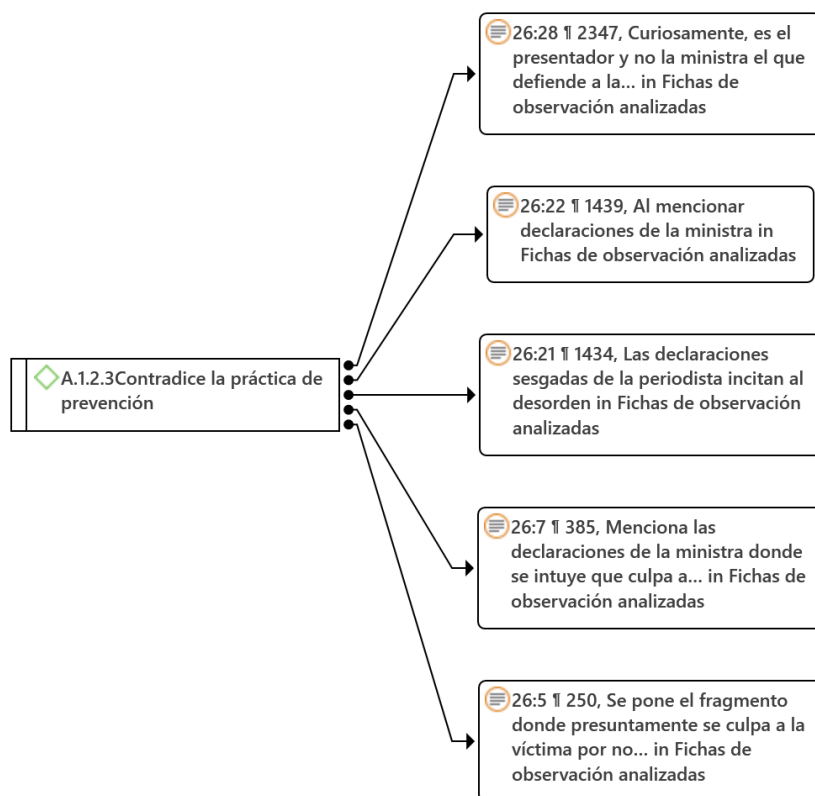 26:28 ¶ 2347, Curiosamente, es el
presentador y no la ministra el que
defiende a la... in Fichas de
observación analizadas
26:22 ¶ 1439, Al mencionar
declaraciones de la ministra in
Fichas de observación analizadas
26:21 ¶ 1434, Las declaraciones
sesgadas de la periodista incitan al
desorden in Fichas de observación
analizadas
A.1.2.3Contradice la práctica de
prevención
26:7 ¶ 385, Menciona las
declaraciones de la ministra donde
se intuye que culpa a... in Fichas de
observación analizadas
26:5 ¶ 250, Se pone el fragmento
donde presuntamente se culpa a la
víctima por no... in Fichas de
observación analizadas